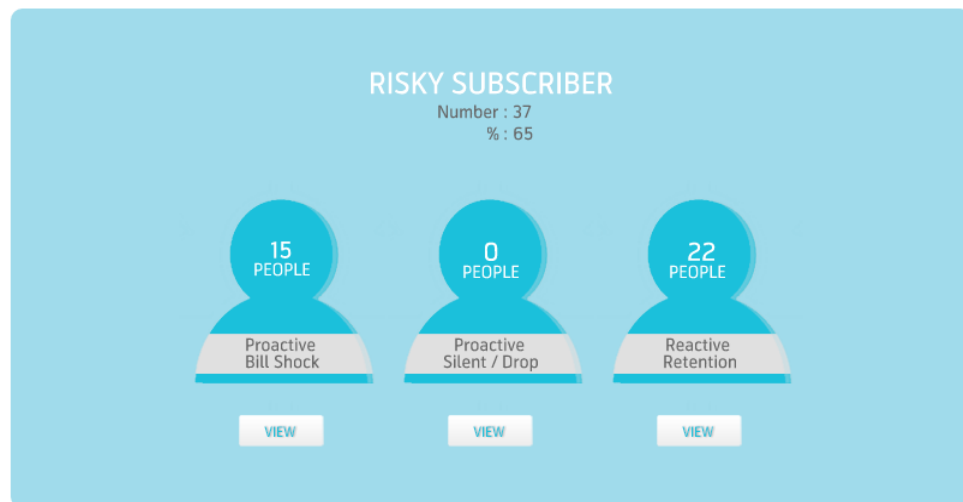 RISKY SUBSCRIBER
Number : 37
% : 65
15
PEOPLE
Proactive
Bill Shock
VIEW
0
PEOPLE
Proactive
Silent / Drop
VIEW
22
PEOPLE
Reactive
Retention
VIEW